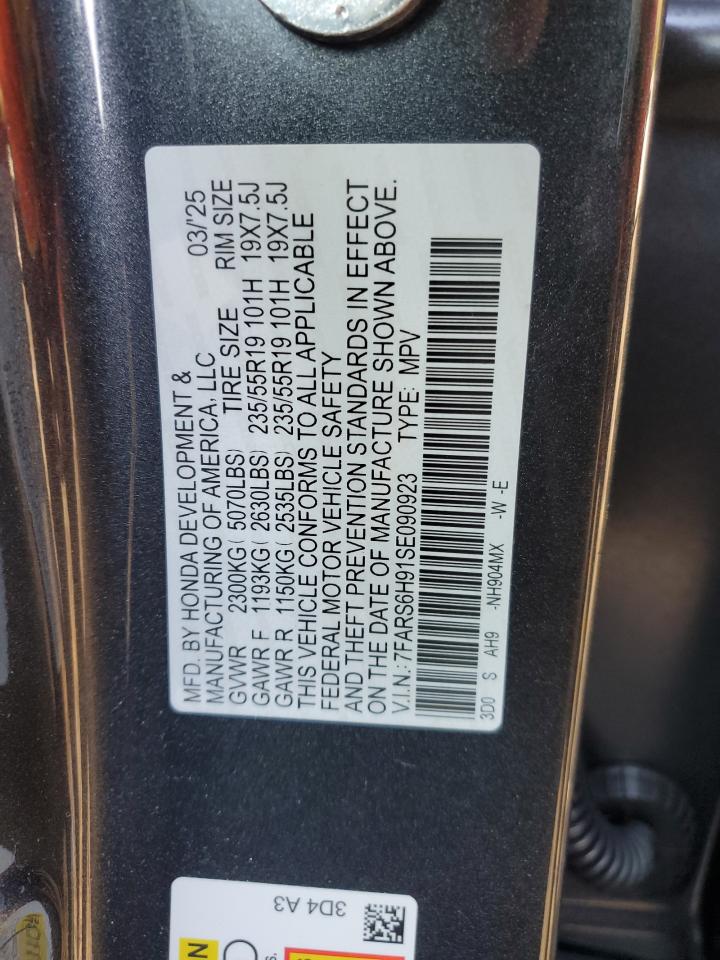 MFD. BY HONDA DEVELOPMENT & 03/'25
MANUFACTURING OF AMERICA, LLC
TIRE SIZE RIM SIZE
GVWR 2300KG( 5070LBS)
GAWR F 1193KG( 2630LBS) 235/55R19 101H 19X7.5J
GAWR R 1150KG( 2535LBS) 235/55R19 101H 19X7.5J
THIS VEHICLE CONFORMS TO ALL APPLICABLE
FEDERAL MOTOR VEHICLE SAFETY
AND THEFT PREVENTION STANDARDS IN EFFECT
ON THE DATE OF MANUFACTURE SHOWN ABOVE.
V.I.N.: 7FARS6H91SE090923 TYPE: MPV
3D0 S AH9 -NH904MX -W -E
3D4 A3